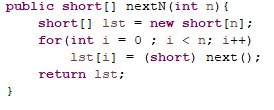 public short[] nextN(int n){
    short[] lst = new short[n];
    for(int i = 0 ; i < n; i++)
        lst[i] = (short) next();
    return lst;
}